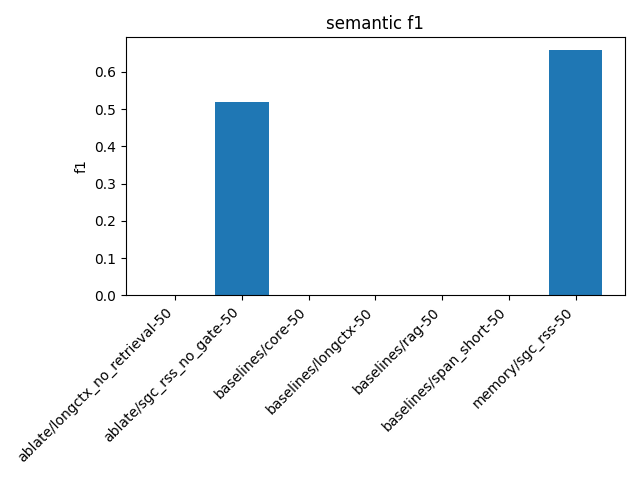 semantic f1
f1
0.6
0.5
0.4
0.3
0.2
0.1
0.0
ablate/longctx_no_retrieval-50
ablate/sgc_rss_no_gate-50
baselines/core-50
baselines/longctx-50
baselines/rag-50
baselines/span_short-50
memory/sgc_rss-50